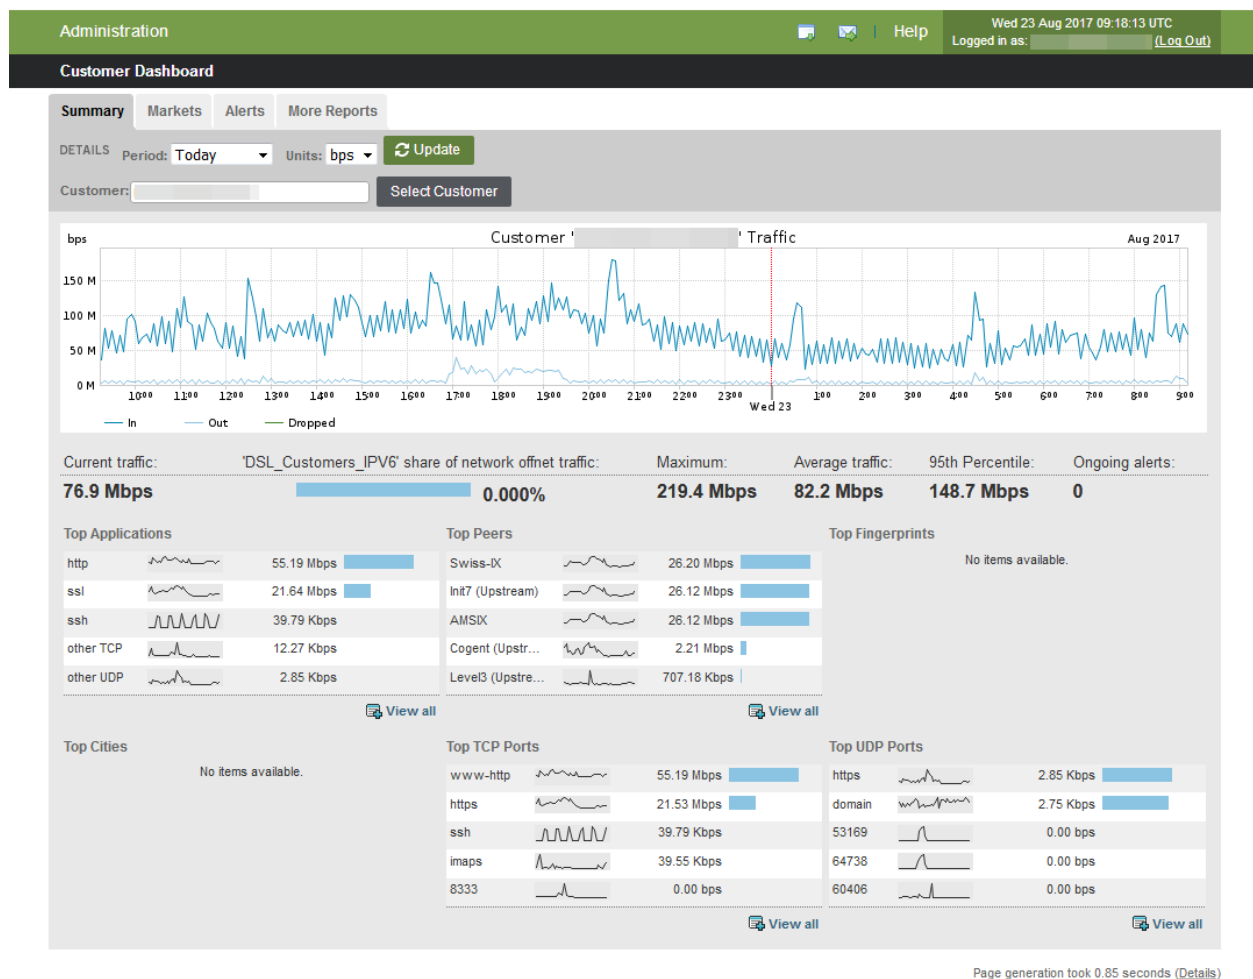 Administration
Help
Wed 23 Aug 2017 09:18:13 UTC
Logged in as: (Log Out)
Customer Dashboard
Summary Markets Alerts More Reports
DETAILS Period: Today Units: bps Update
Customer: Select Customer
bps Customer ' ' Traffic Aug 2017
150 M
100 M
50 M
0 M
10:00 11:00 12:00 13:00 14:00 15:00 16:00 17:00 18:00 19:00 20:00 21:00 22:00 23:00 1:00 2:00 3:00 4:00 5:00 6:00 7:00 8:00 9:00
Wed 23
In Out Dropped
Current traffic: 'DSL_Customers_IPV6' share of network offnet traffic: Maximum: Average traffic: 95th Percentile: Ongoing alerts:
76.9 Mbps 0.000% 219.4 Mbps 82.2 Mbps 148.7 Mbps 0
Top Applications
http 55.19 Mbps
ssl 21.64 Mbps
ssh 39.79 Kbps
other TCP 12.27 Kbps
other UDP 2.85 Kbps
View all
Top Peers
Swiss-IX 26.20 Mbps
Init7 (Upstream) 26.12 Mbps
AMSIX 26.12 Mbps
Cogent (Upstr... 2.21 Mbps
Level3 (Upstre... 707.18 Kbps
View all
Top Fingerprints
No items available.
Top Cities
No items available.
Top TCP Ports
www-http 55.19 Mbps
https 21.53 Mbps
ssh 39.79 Kbps
imaps 39.55 Kbps
8333 0.00 bps
View all
Top UDP Ports
https 2.85 Kbps
domain 2.75 Kbps
53169 0.00 bps
64738 0.00 bps
60406 0.00 bps
View all
Page generation took 0.85 seconds (Details)